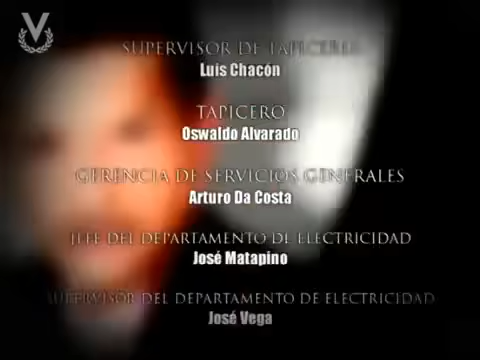 V
SUPERVISOR DE TAPICERÍA
Luis Chacón
TAPICERO
Oswaldo Alvarado
GERENCIA DE SERVICIOS GENERALES
Arturo Da Costa
JEFE DEL DEPARTAMENTO DE ELECTRICIDAD
José Matapino
SUPERVISOR DEL DEPARTAMENTO DE ELECTRICIDAD
José Vega